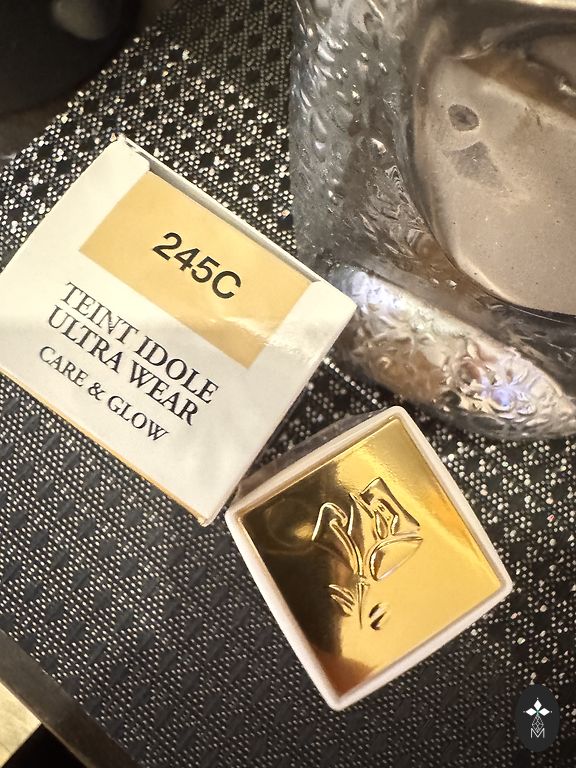 245C
TEINT IDOLE
ULTRA WEAR
CARE & GLOW
M